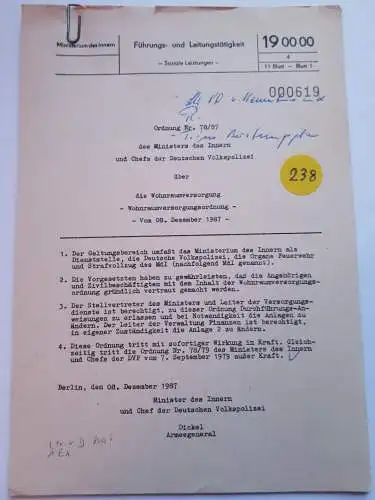 Ministerium des Innern
Führungs- und Leitungstätigkeit
- Soziale Leistungen -
19 00 00
4
11 Blatt - Blatt 1
000619
Ordnung Nr. 78/87
des Ministers des Innern
und Chefs der Deutschen Volkspolizei
238
über
die Wohnraumversorgung
- Wohnraumversorgungsordnung -
- Vom 08. Dezember 1987 -
1. Der Geltungsbereich umfaßt das Ministerium des Innern als
Dienststelle, die Deutsche Volkspolizei, die Organe Feuerwehr
und Strafvollzug des MdI (nachfolgend MdI genannt).
2. Die Vorgesetzten haben zu gewährleisten, daß die Angehörigen
und Zivilbeschäftigten mit dem Inhalt der Wohnraumversorgungs-
ordnung gründlich vertraut gemacht werden.
3. Der Stellvertreter des Ministers und Leiter der Versorgungs-
dienste ist berechtigt, zu dieser Ordnung Durchführungs-An-
weisungen zu erlassen und bei Notwendigkeit die Anlagen zu
ändern. Der Leiter der Verwaltung Finanzen ist berechtigt,
in eigener Zuständigkeit die Anlage 2 zu ändern.
4. Diese Ordnung tritt mit sofortiger Wirkung in Kraft. Gleich-
zeitig tritt die Ordnung Nr. 78/79 des Ministers des Innern
und Chefs der DVP vom 7. September 1979 außer Kraft.
Berlin, den 08. Dezember 1987
Minister des Innern
und Chef der Deutschen Volkspolizei
Dickel
Armeegeneral